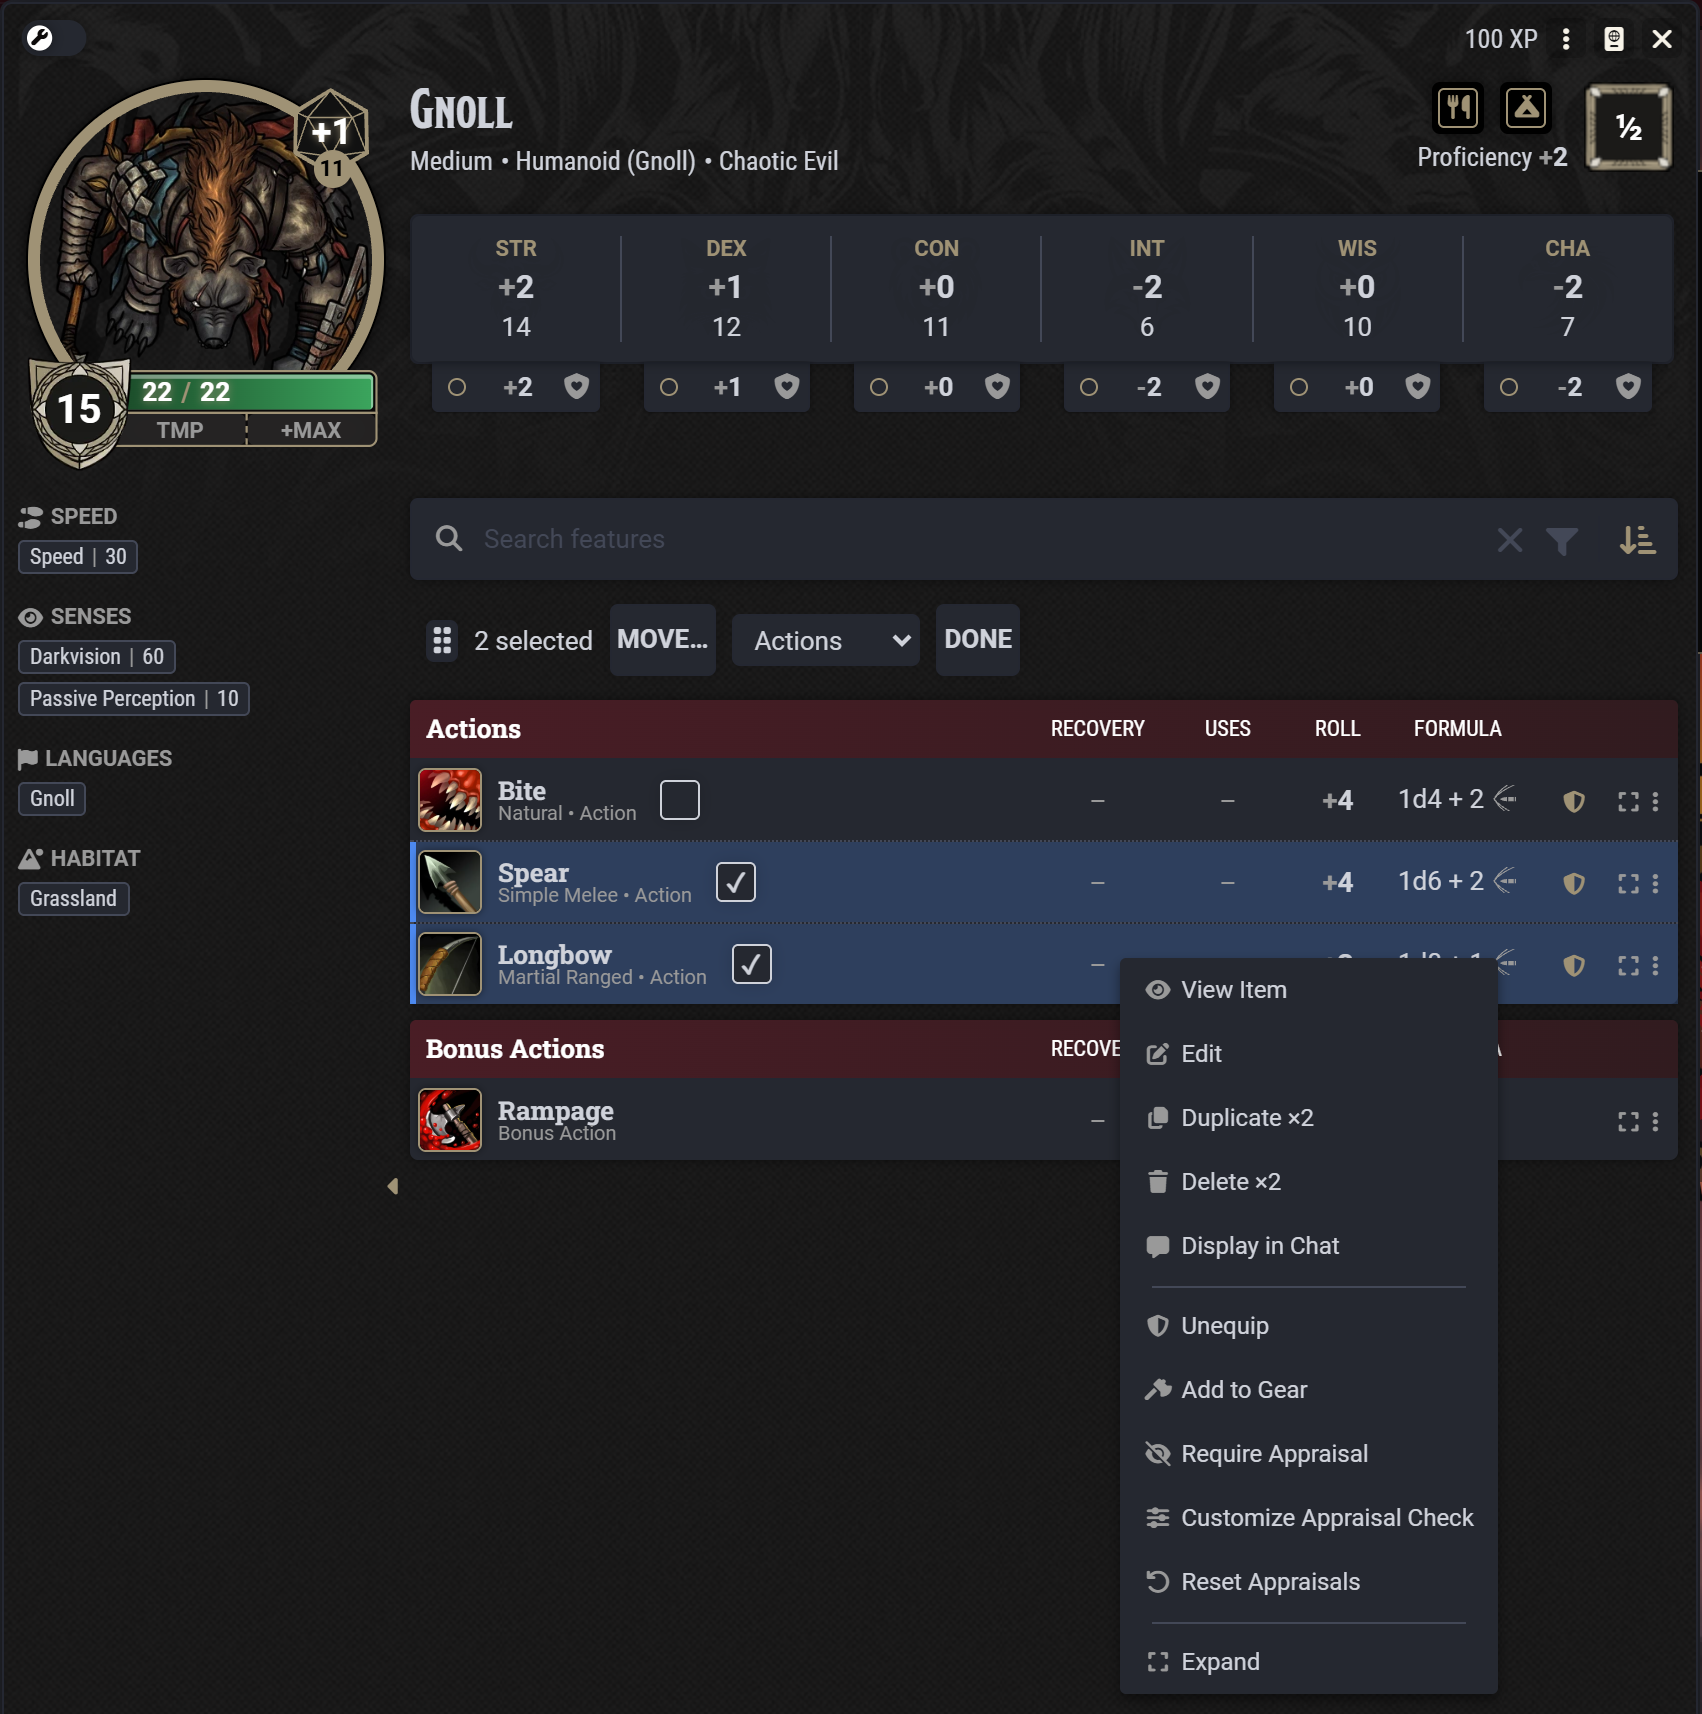 100 XP
+1
11
Gnoll
Medium • Humanoid (Gnoll) • Chaotic Evil
Proficiency +2
½
STR DEX CON INT WIS CHA
+2 +1 +0 -2 +0 -2
14 12 11 6 10 7
+2 +1 +0 -2 +0 -2
15
22 / 22
TMP +MAX
SPEED
Speed | 30
SENSES
Darkvision | 60
Passive Perception | 10
LANGUAGES
Gnoll
HABITAT
Grassland
Search features
2 selected MOVE... Actions DONE
Actions RECOVERY USES ROLL FORMULA
Bite
Natural • Action
– – +4 1d4 + 2
Spear
Simple Melee • Action
– – +4 1d6 + 2
Longbow
Martial Ranged • Action
–
Bonus Actions RECOVE
Rampage
Bonus Action
–
View Item
Edit
Duplicate ×2
Delete ×2
Display in Chat
Unequip
Add to Gear
Require Appraisal
Customize Appraisal Check
Reset Appraisals
Expand